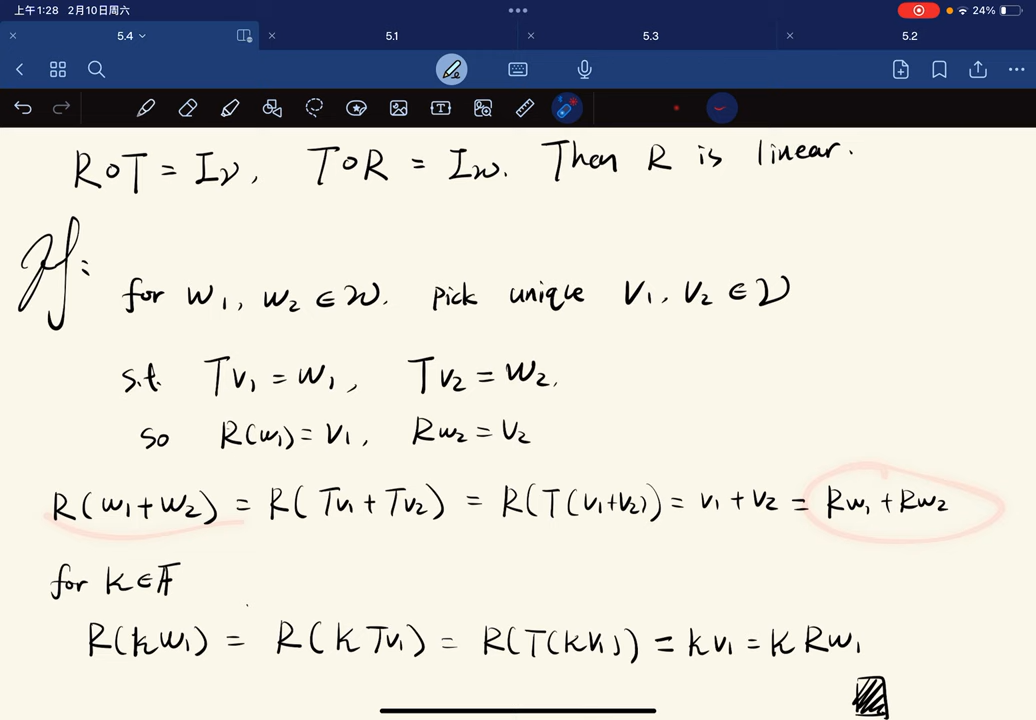 上午1:28 2月10日周六
24%
5.4 5.1 5.3 5.2
R∘T = I𝒱, T∘R = I𝒲. Then R is linear.
Pf:
for w₁, w₂ ∈ 𝒲. pick unique v₁, v₂ ∈ 𝒱
s.t. Tv₁ = w₁, Tv₂ = w₂.
so R(w₁) = v₁, Rw₂ = v₂
R(w₁+w₂) = R(Tv₁ + Tv₂) = R(T(v₁+v₂)) = v₁ + v₂ = Rw₁ + Rw₂
for k ∈ 𝔽
R(kw₁) = R(kTv₁) = R(T(kv₁)) = kv₁ = kRw₁